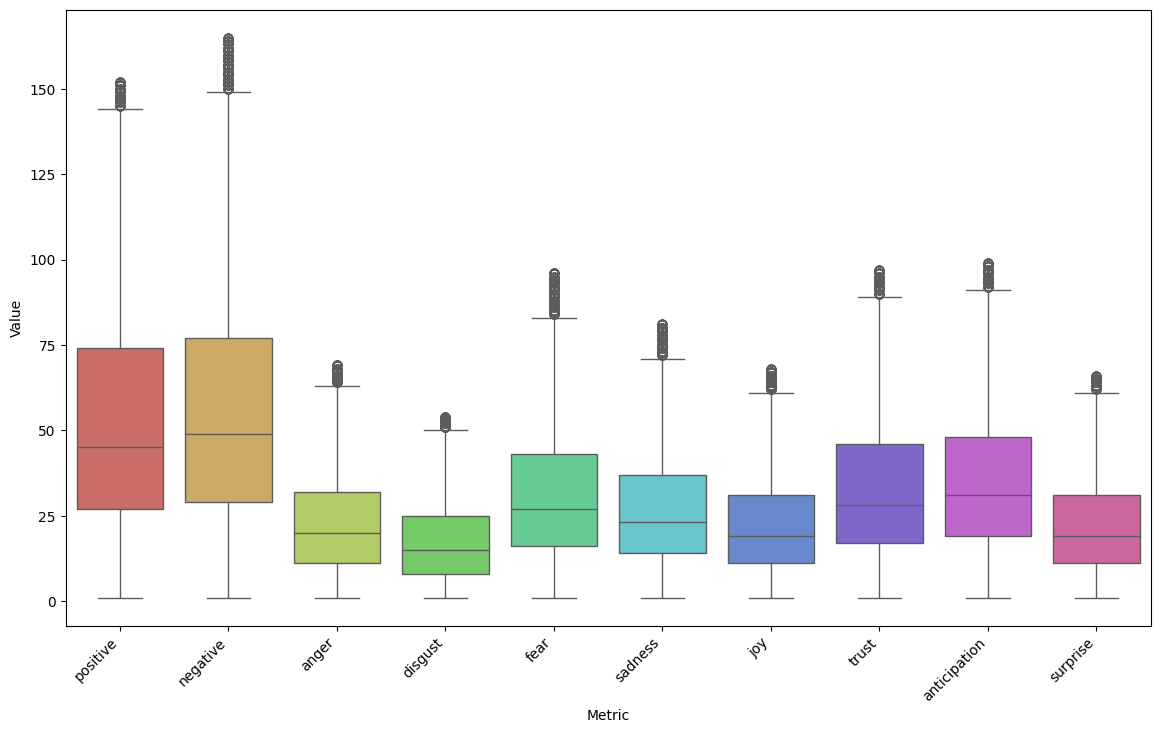 Value
150
125
100
75
50
25
0
positive
negative
anger
disgust
fear
sadness
joy
trust
anticipation
surprise
Metric